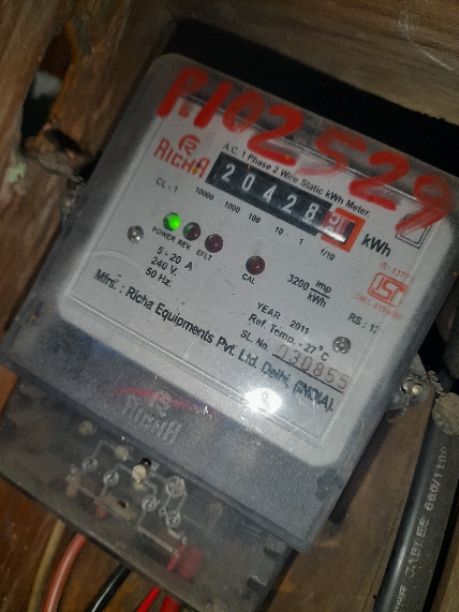 P.102529
RICHA
A.C. 1 Phase 2 Wire Static kWh Meter.
20428
kWh
CL - 1
10000 1000 100 10 1 1/10
POWER REV. EFLT
CAL
3200 imp/kWh
5 - 20 A
240 V.
50 Hz.
YEAR : 2011
Ref. Temp. - 27°C
SL. No. 030855
Mfrs. : Richa Equipments Pvt. Ltd. Delhi, (INDIA).
RICHA